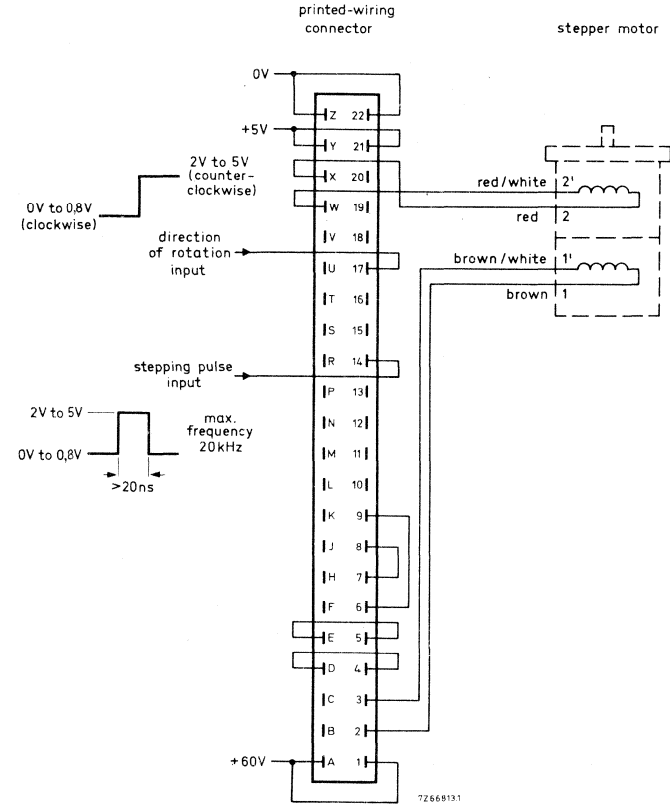 printed-wiring
connector
stepper motor
0V
Z 22
+5V
Y 21
2V to 5V
(counter-
clockwise)
X 20
red/white 2'
0V to 0,8V
(clockwise)
W 19
red 2
V 18
direction
of rotation
input
brown/white 1'
U 17
brown 1
T 16
S 15
R 14
stepping pulse
input
P 13
2V to 5V
max.
frequency
20kHz
N 12
0V to 0,8V
M 11
>20ns
L 10
K 9
J 8
H 7
F 6
E 5
D 4
C 3
B 2
+60V
A 1
7Z66813.1